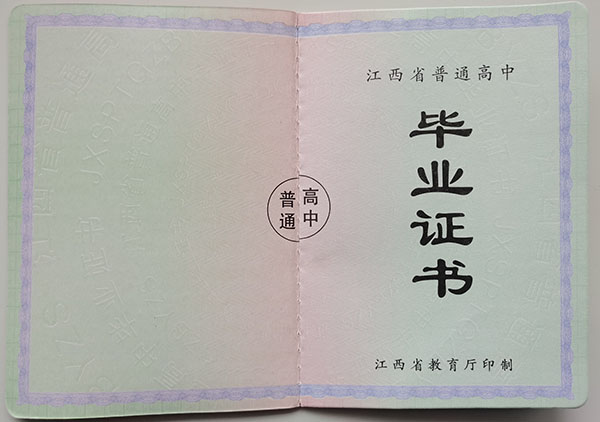 江西省普通高中
毕业证书
普通
高中
江西省教育厅印制